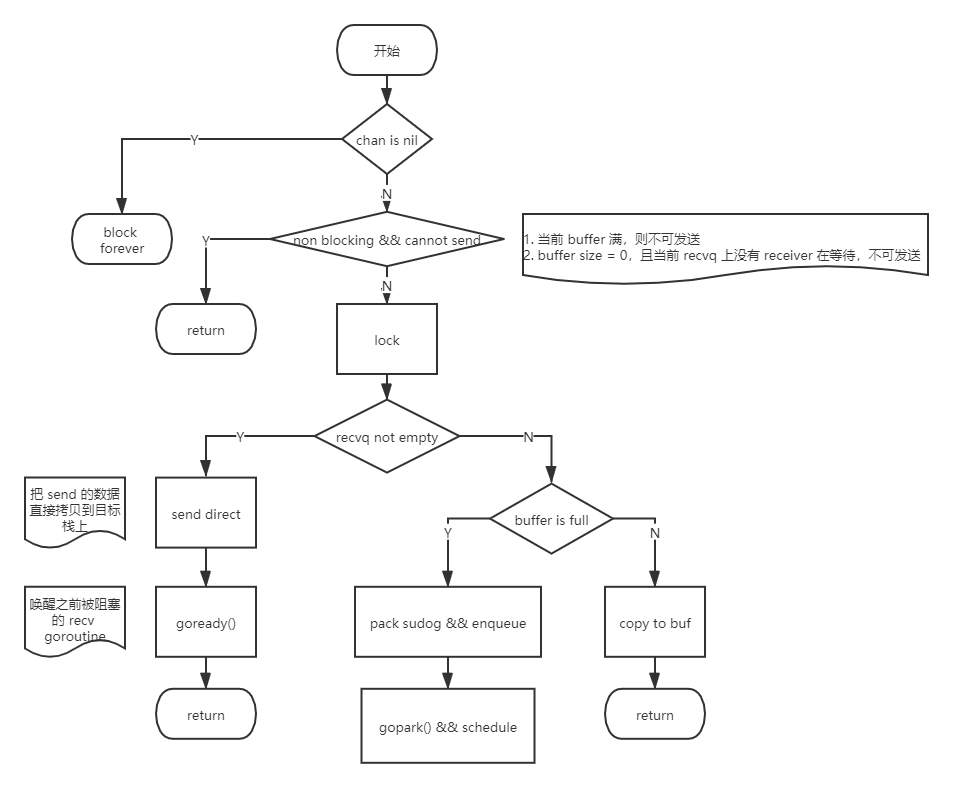 开始
chan is nil
Y
N
block
forever
non blocking && cannot send
Y
N
1. 当前 buffer 满，则不可发送
2. buffer size = 0，且当前 recvq 上没有 receiver 在等待，不可发送
return
lock
recvq not empty
Y
N
把 send 的数据
直接拷贝到目标
栈上
send direct
buffer is full
Y
N
唤醒之前被阻塞
的 recv
goroutine
goready()
pack sudog && enqueue
copy to buf
return
gopark() && schedule
return